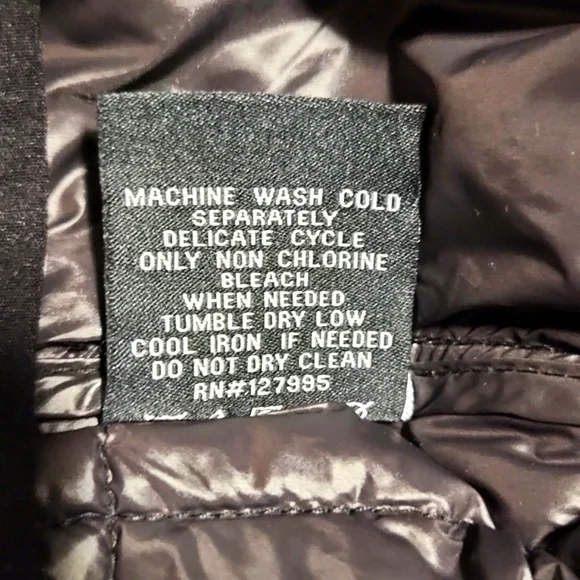 MACHINE WASH COLD
SEPARATELY
DELICATE CYCLE
ONLY NON CHLORINE
BLEACH
WHEN NEEDED
TUMBLE DRY LOW
COOL IRON IF NEEDED
DO NOT DRY CLEAN
RN#127995